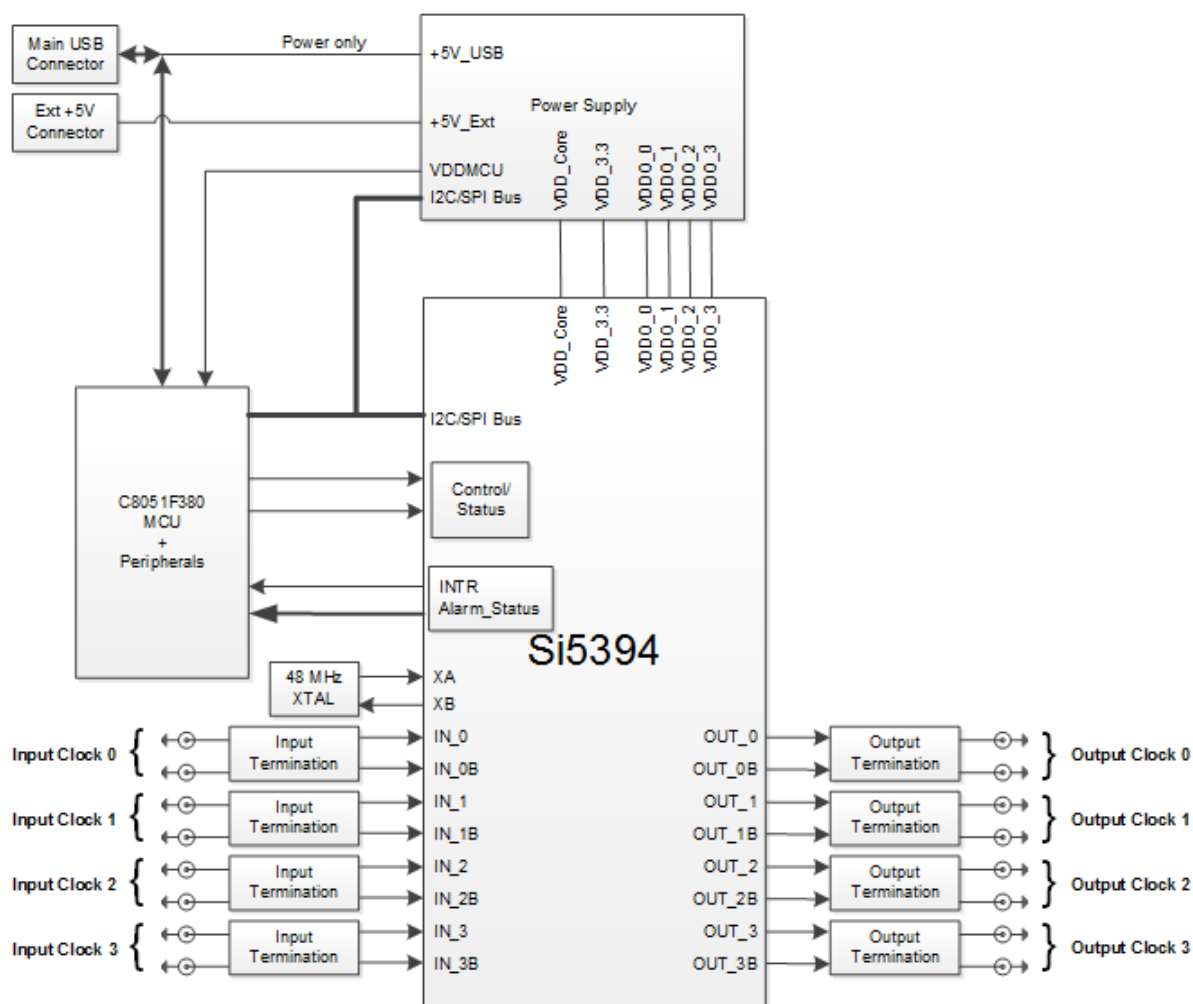 Main USB
Connector
Power only
+5V_USB
Ext +5V
Connector
Power Supply
+5V_Ext
VDDMCU
I2C/SPI Bus
VDD_Core
VDD_3.3
VDDO_0
VDDO_1
VDDO_2
VDDO_3
VDD_Core
VDD_3.3
VDDO_0
VDDO_1
VDDO_2
VDDO_3
I2C/SPI Bus
C8051F380
MCU
+
Peripherals
Control/
Status
INTR
Alarm_Status
Si5394
48 MHz
XTAL
XA
XB
Input Clock 0 {
Input
Termination
IN_0
IN_0B
OUT_0
OUT_0B
Output
Termination
} Output Clock 0
Input Clock 1 {
Input
Termination
IN_1
IN_1B
OUT_1
OUT_1B
Output
Termination
} Output Clock 1
Input Clock 2 {
Input
Termination
IN_2
IN_2B
OUT_2
OUT_2B
Output
Termination
} Output Clock 2
Input Clock 3 {
Input
Termination
IN_3
IN_3B
OUT_3
OUT_3B
Output
Termination
} Output Clock 3